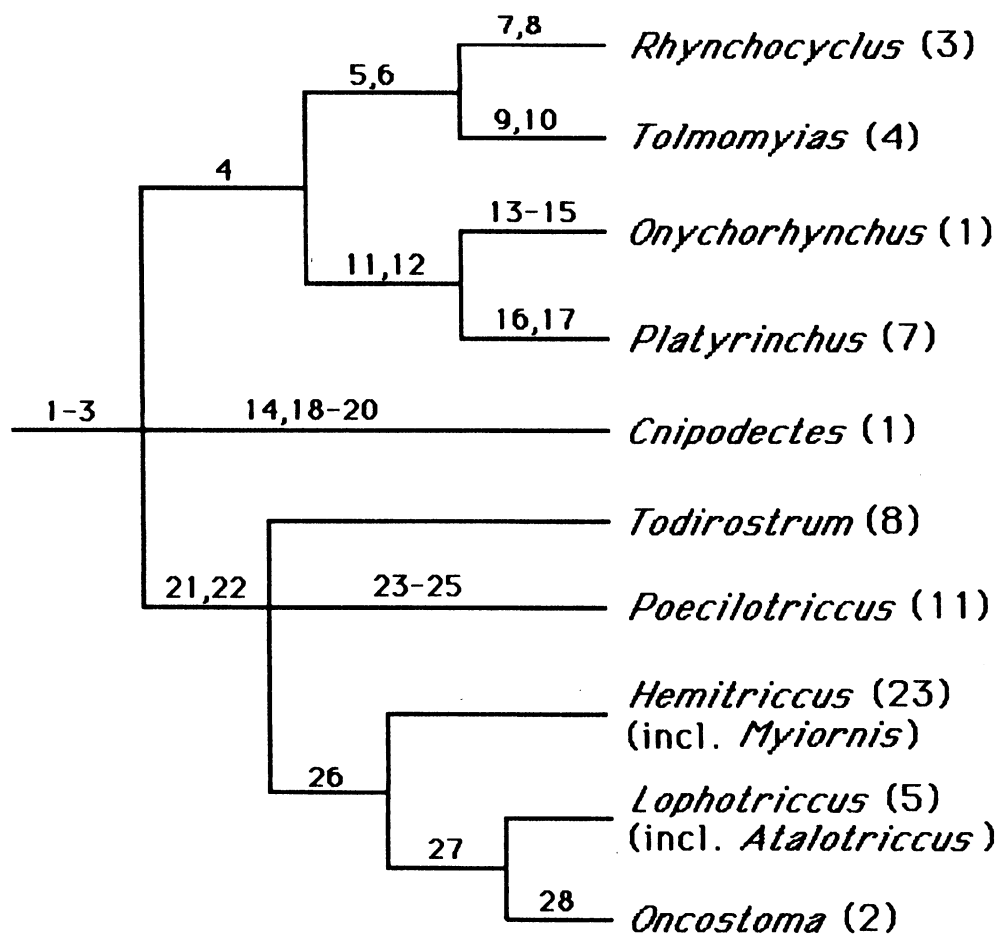 7,8
Rhynchocyclus (3)
5,6
9,10
Tolmomyias (4)
4
13-15
Onychorhynchus (1)
11,12
16,17
Platyrinchus (7)
1-3
14,18-20
Cnipodectes (1)
Todirostrum (8)
21,22
23-25
Poecilotriccus (11)
Hemitriccus (23)
(incl. Myiornis)
26
Lophotriccus (5)
(incl. Atalotriccus)
27
28
Oncostoma (2)